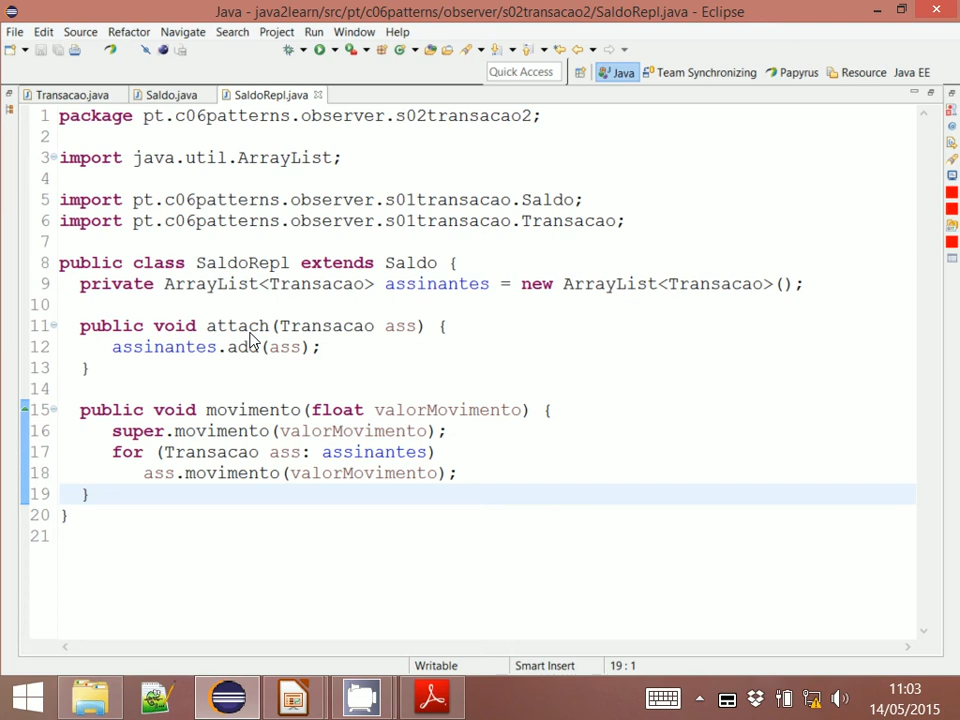 Java - java2learn/src/pt/c06patterns/observer/s02transacao2/SaldoRepl.java - Eclipse
File Edit Source Refactor Navigate Search Project Run Window Help
Quick Access Java Team Synchronizing Papyrus Resource Java EE
Transacao.java Saldo.java SaldoRepl.java
1 package pt.c06patterns.observer.s02transacao2;
2
3 import java.util.ArrayList;
4
5 import pt.c06patterns.observer.s01transacao.Saldo;
6 import pt.c06patterns.observer.s01transacao.Transacao;
7
8 public class SaldoRepl extends Saldo {
9 private ArrayList<Transacao> assinantes = new ArrayList<Transacao>();
10
11 public void attach(Transacao ass) {
12 assinantes.add(ass);
13 }
14
15 public void movimento(float valorMovimento) {
16 super.movimento(valorMovimento);
17 for (Transacao ass: assinantes)
18 ass.movimento(valorMovimento);
19 }
20 }
21
Writable Smart Insert 19 : 1
11:03
14/05/2015